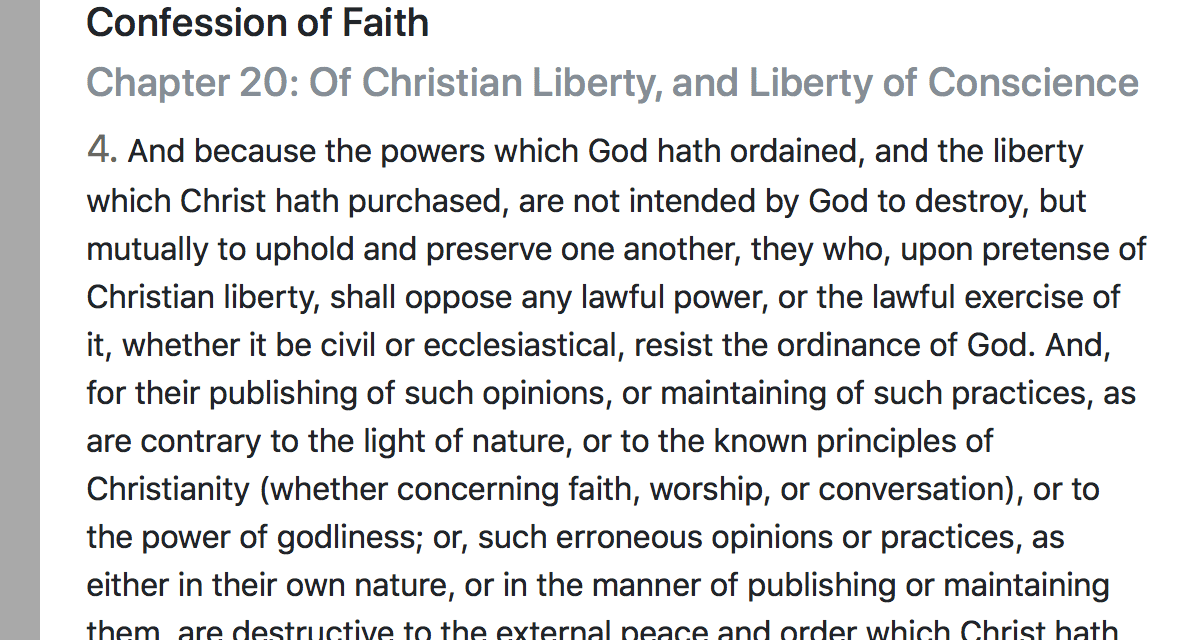 Confession of Faith
Chapter 20: Of Christian Liberty, and Liberty of Conscience
4. And because the powers which God hath ordained, and the liberty
which Christ hath purchased, are not intended by God to destroy, but
mutually to uphold and preserve one another, they who, upon pretense of
Christian liberty, shall oppose any lawful power, or the lawful exercise of
it, whether it be civil or ecclesiastical, resist the ordinance of God. And,
for their publishing of such opinions, or maintaining of such practices, as
are contrary to the light of nature, or to the known principles of
Christianity (whether concerning faith, worship, or conversation), or to
the power of godliness; or, such erroneous opinions or practices, as
either in their own nature, or in the manner of publishing or maintaining
them, are destructive to the external peace and order which Christ hath